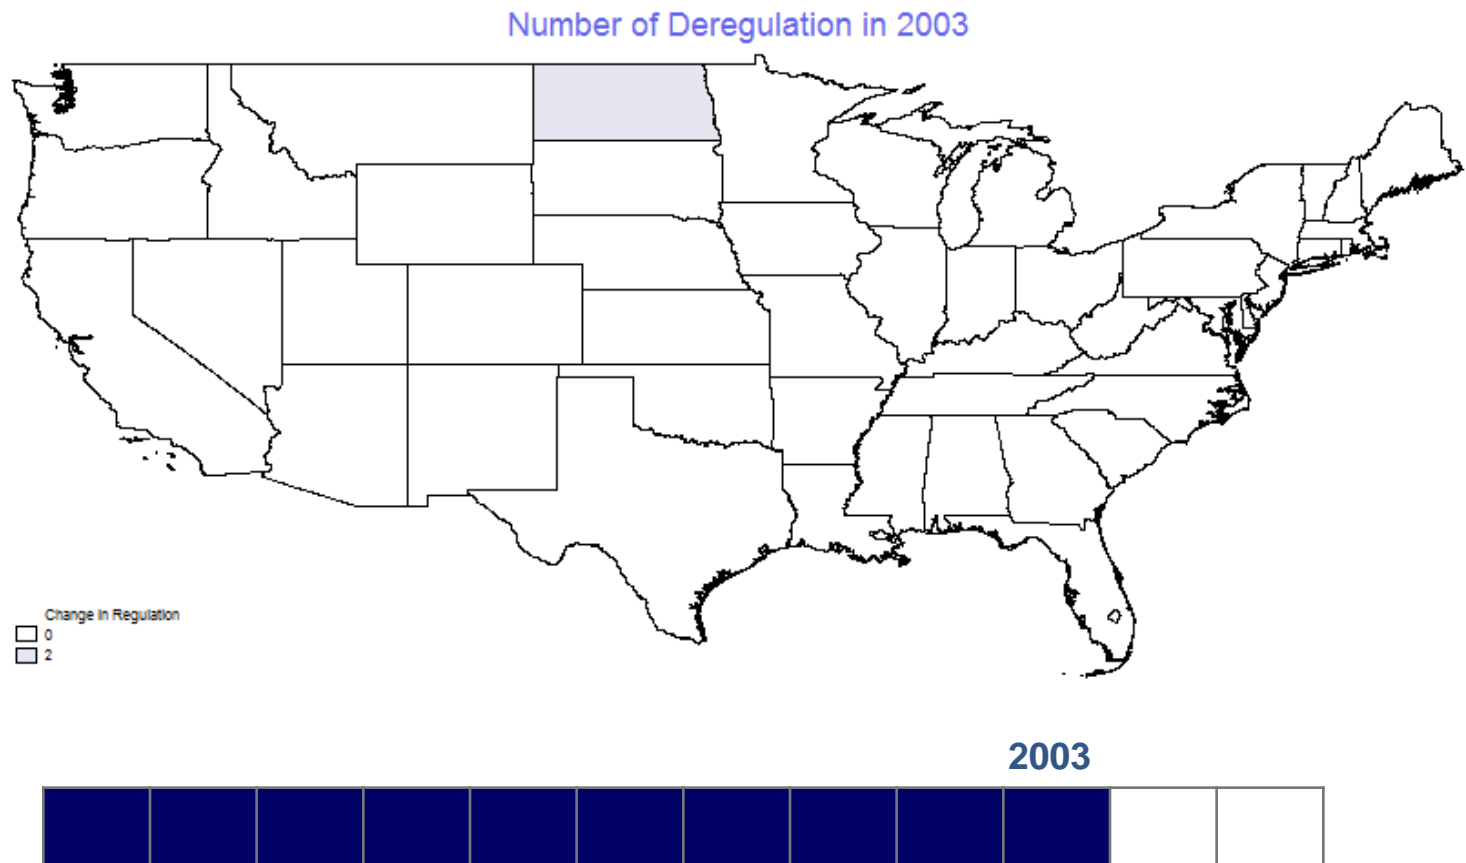 Number of Deregulation in 2003
Change in Regulation
0
2
2003